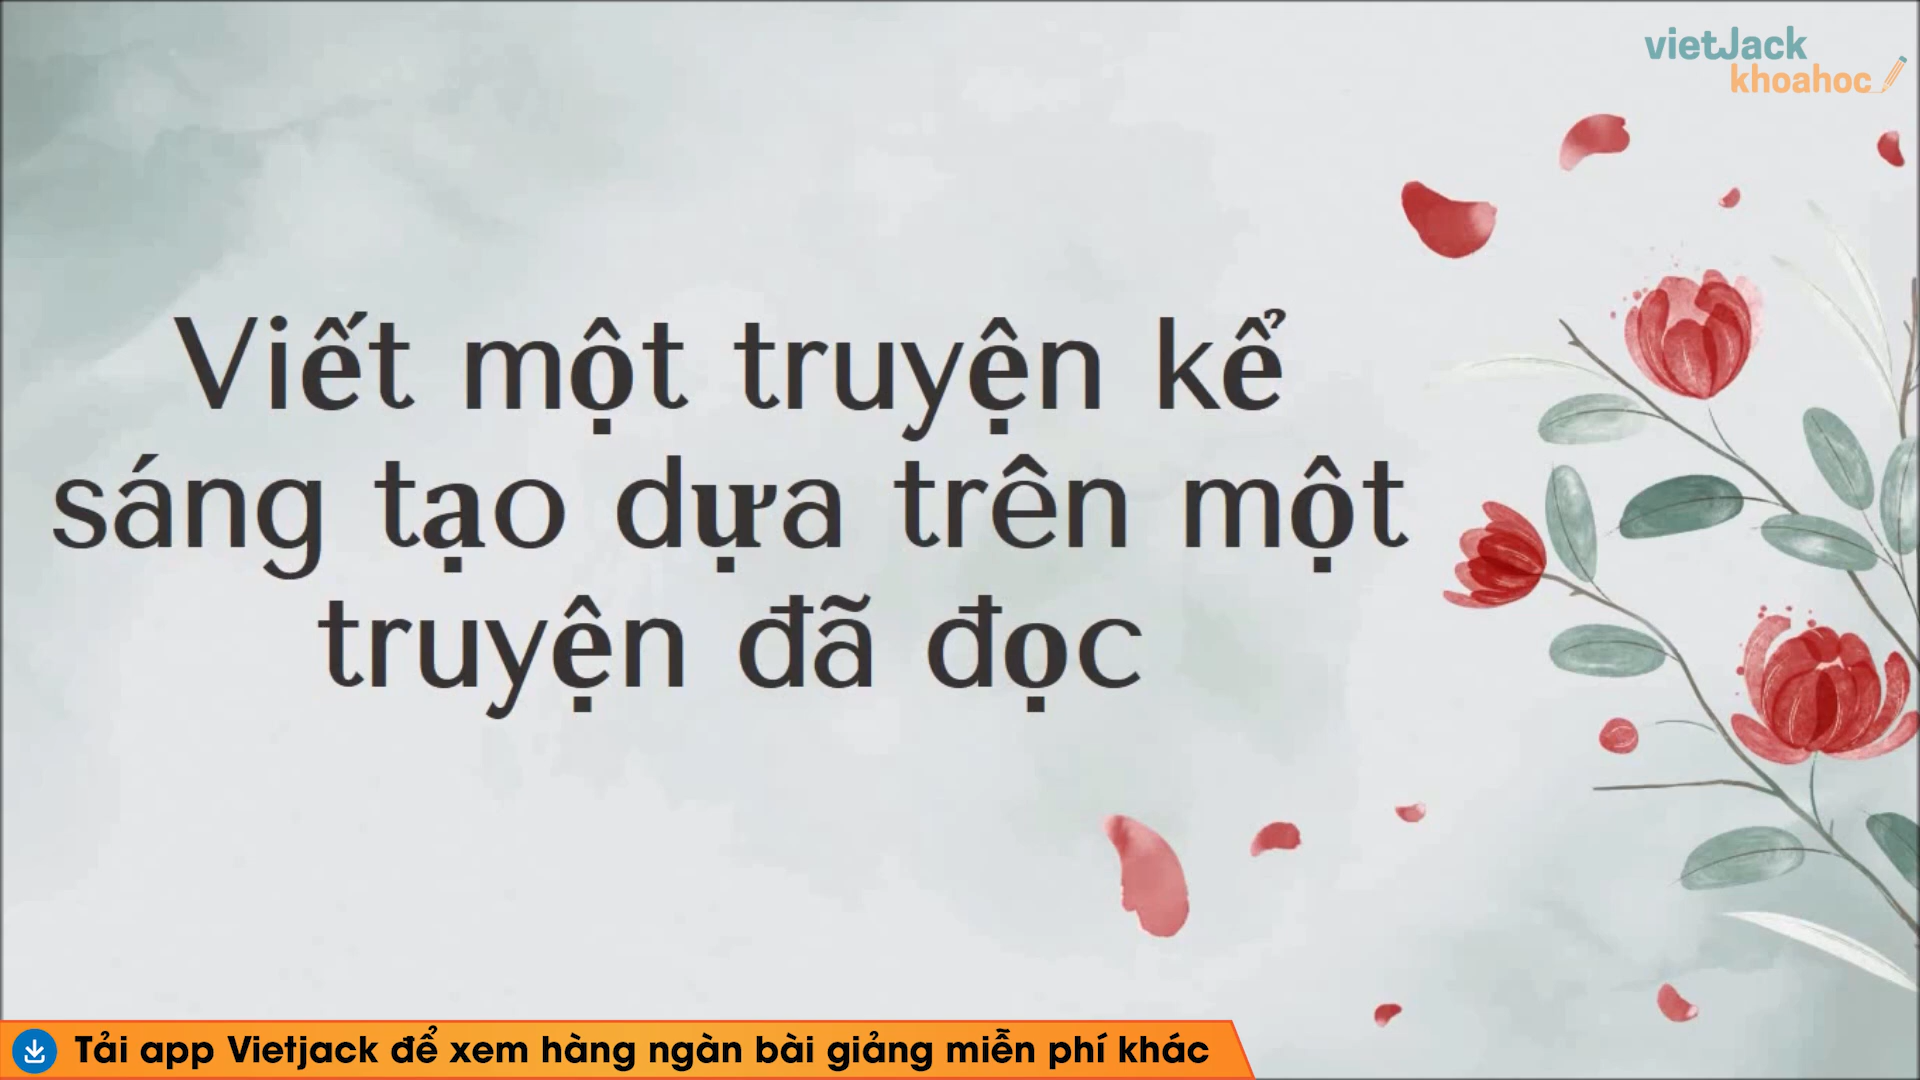 vietJack
khoahoc
Viết một truyện kể
sáng tạo dựa trên một
truyện đã đọc
Tải app Vietjack để xem hàng ngàn bài giảng miễn phí khác